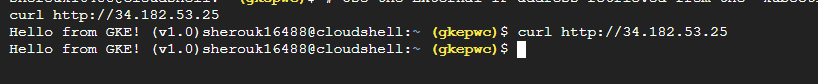 curl http://34.182.53.25
Hello from GKE! (v1.0)sherouk16488@cloudshell:~ (gkepwc)$ curl http://34.182.53.25
Hello from GKE! (v1.0)sherouk16488@cloudshell:~ (gkepwc)$